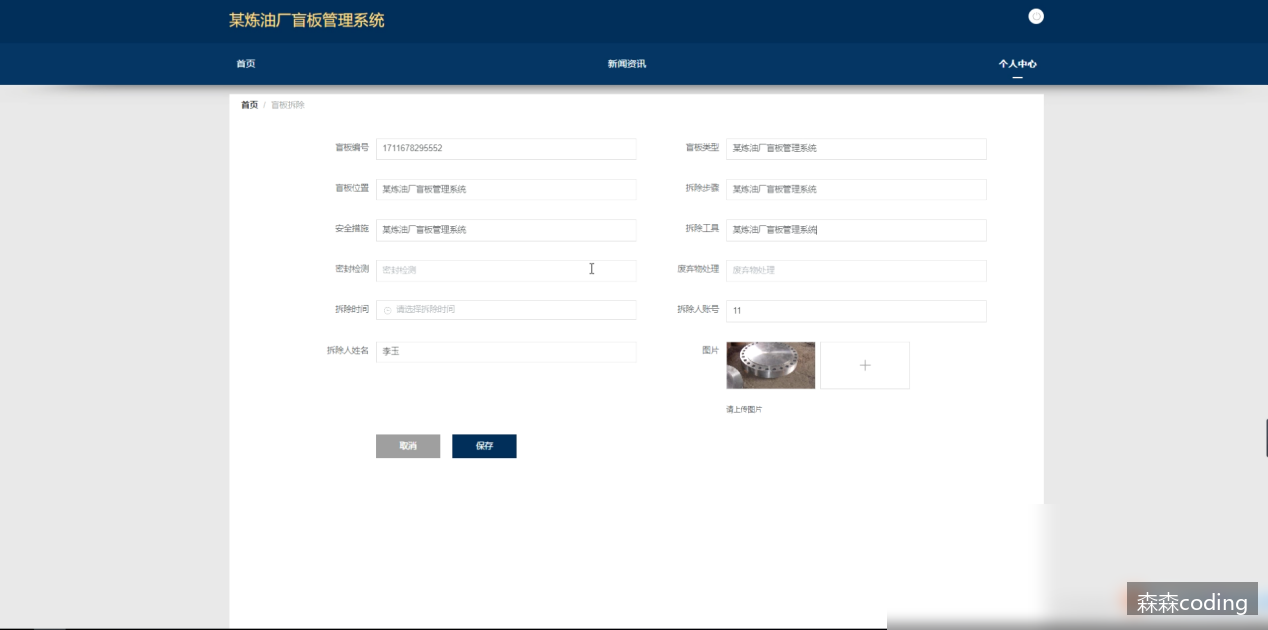 某炼油厂盲板管理系统
首页
新闻资讯
个人中心
首页 / 盲板拆除
盲板编号 1711678295552
盲板类型 某炼油厂盲板管理系统
盲板位置 某炼油厂盲板管理系统
拆除步骤 某炼油厂盲板管理系统
安全措施 某炼油厂盲板管理系统
拆除工具 某炼油厂盲板管理系统
密封检测 密封检测
废弃物处理 废弃物处理
拆除时间 请选择拆除时间
拆除人账号 11
拆除人姓名 李玉
图片
请上传图片
取消
保存
森森coding